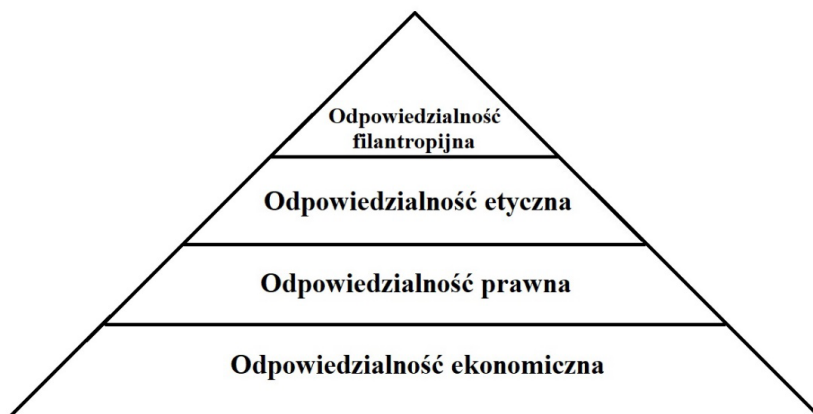 Odpowiedzialność
filantropijna
Odpowiedzialność etyczna
Odpowiedzialność prawna
Odpowiedzialność ekonomiczna